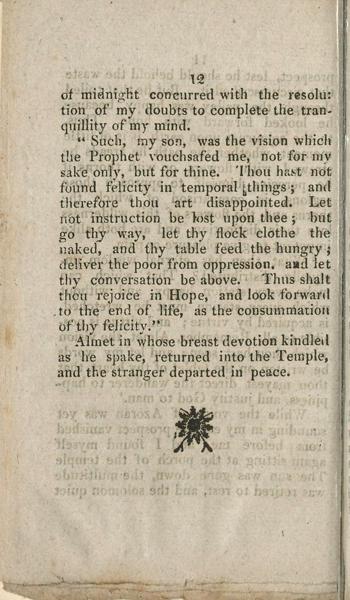 12
of midnight concurred with the resolu-
tion of my doubts to complete the tran-
quillity of my mind.
" Such, my son, was the vision which
the Prophet vouchsafed me, not for my
sake only, but for thine. Thou hast not
found felicity in temporal things; and
therefore thou art disappointed. Let
not instruction be lost upon thee; but
go thy way, let thy flock clothe the
naked, and thy table feed the hungry;
deliver the poor from oppression, and let
thy conversation be above. Thus shalt
thou rejoice in Hope, and look forward
to the end of life, as the consummation
of thy felicity."
Almet in whose breast devotion kindled
as he spake, returned into the Temple,
and the stranger departed in peace.